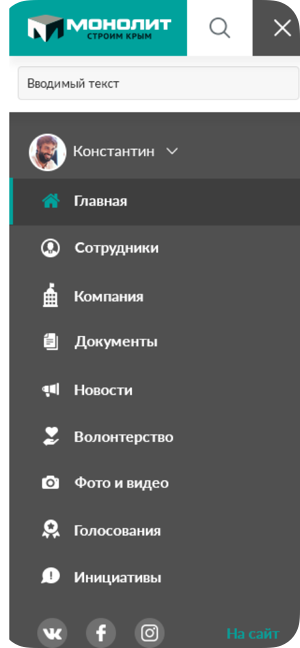 МОНОЛИТ
СТРОИМ КРЫМ
Вводимый текст
Константин
Главная
Сотрудники
Компания
Документы
Новости
Волонтерство
Фото и видео
Голосования
Инициативы
На сайт